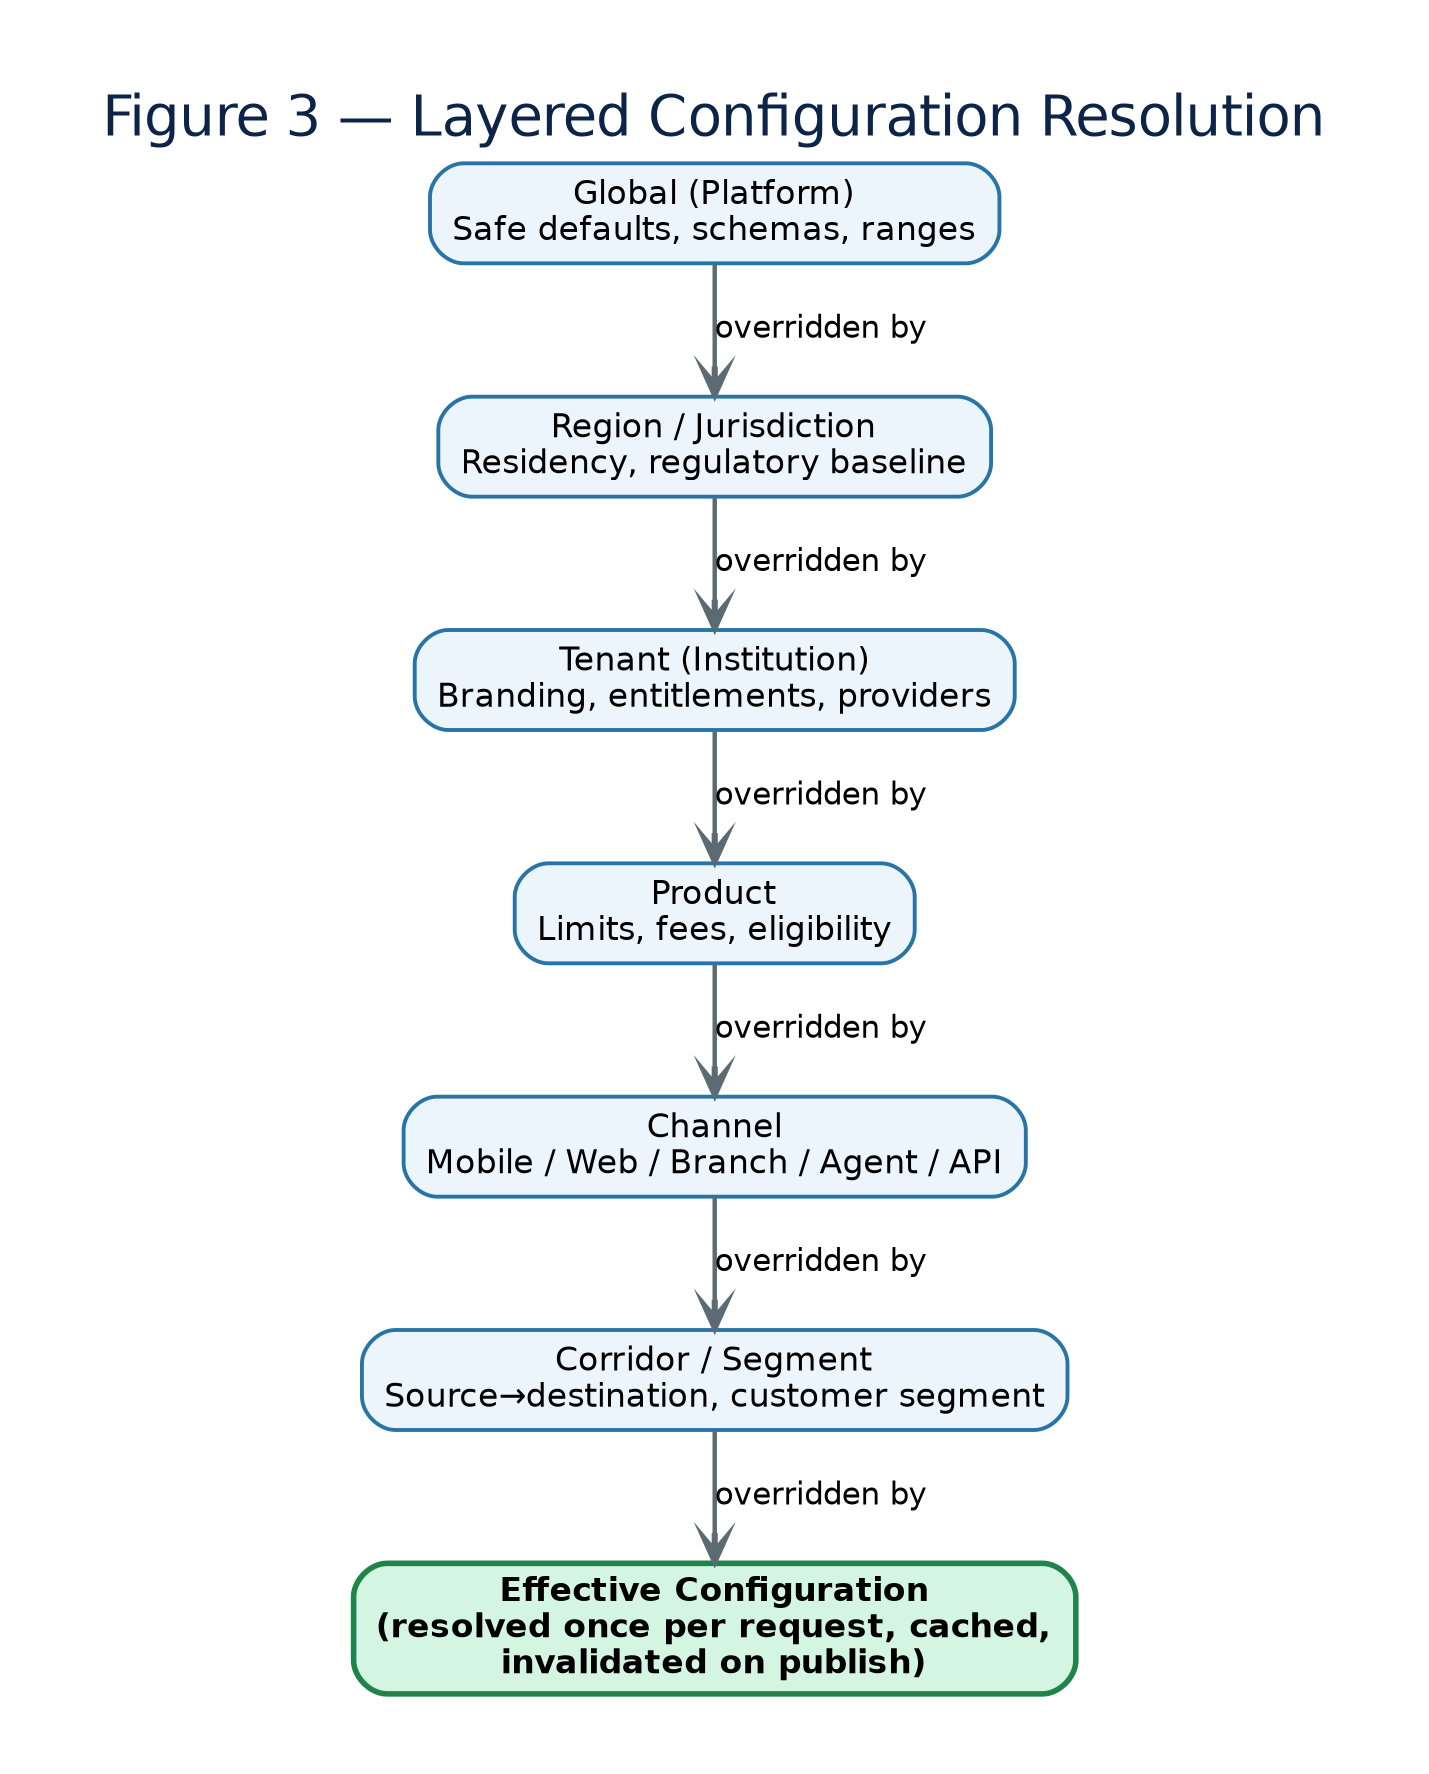 Figure 3 — Layered Configuration Resolution
Global (Platform)
Safe defaults, schemas, ranges
overridden by
Region / Jurisdiction
Residency, regulatory baseline
overridden by
Tenant (Institution)
Branding, entitlements, providers
overridden by
Product
Limits, fees, eligibility
overridden by
Channel
Mobile / Web / Branch / Agent / API
overridden by
Corridor / Segment
Source→destination, customer segment
overridden by
Effective Configuration
(resolved once per request, cached,
invalidated on publish)